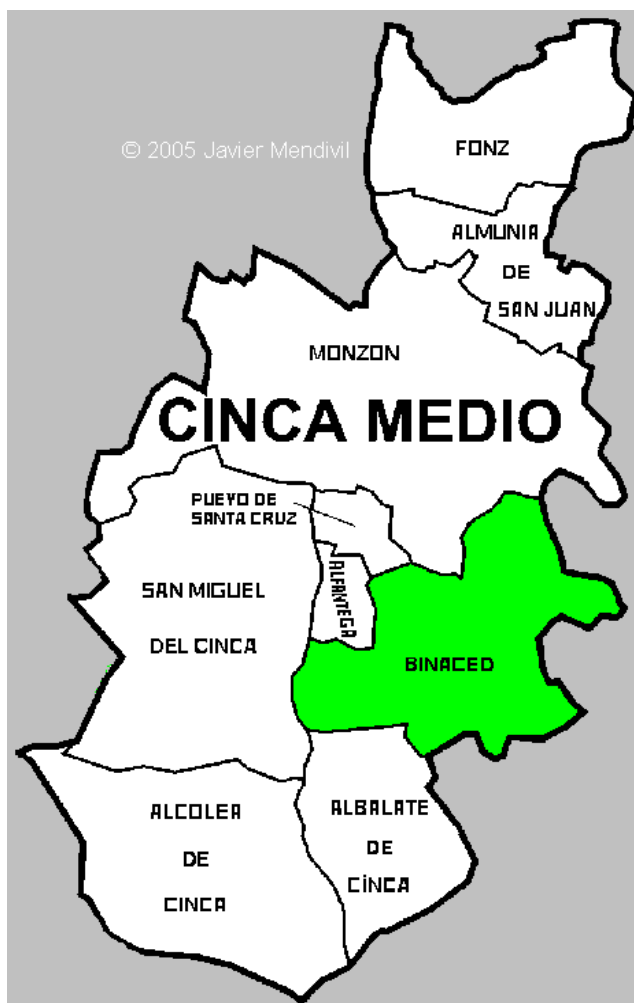 © 2005 Javier Mendivil
FONZ
ALMUNIA
DE
SAN JUAN
MONZON
CINCA MEDIO
PUEYO DE
SANTA CRUZ
ALFANTEGA
SAN MIGUEL
DEL CINCA
BINACED
ALCOLEA
DE
CINCA
ALBALATE
DE
CÍNCA